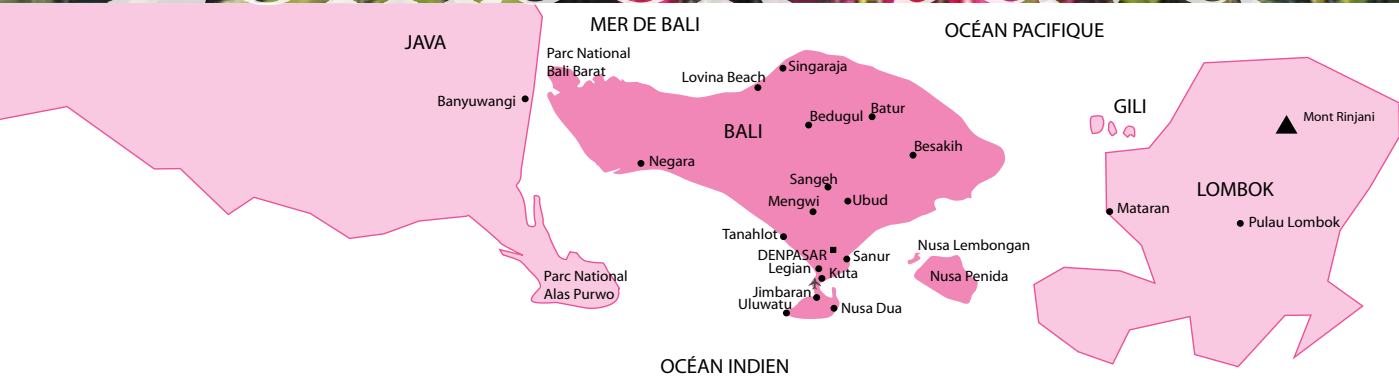 MER DE BALI
OCÉAN PACIFIQUE
JAVA
Parc National
Bali Barat
Lovina Beach
Singaraja
Banyuwangi
Bedugul
Batur
BALI
GILI
Mont Rinjani
Besakih
Negara
Sangeh
Mengwi
Ubud
LOMBOK
Mataran
Pulau Lombok
Tanahlot
DENPASAR
Sanur
Nusa Lembongan
Legian
Kuta
Nusa Penida
Parc National
Alas Purwo
Jimbaran
Uluwatu
Nusa Dua
OCÉAN INDIEN